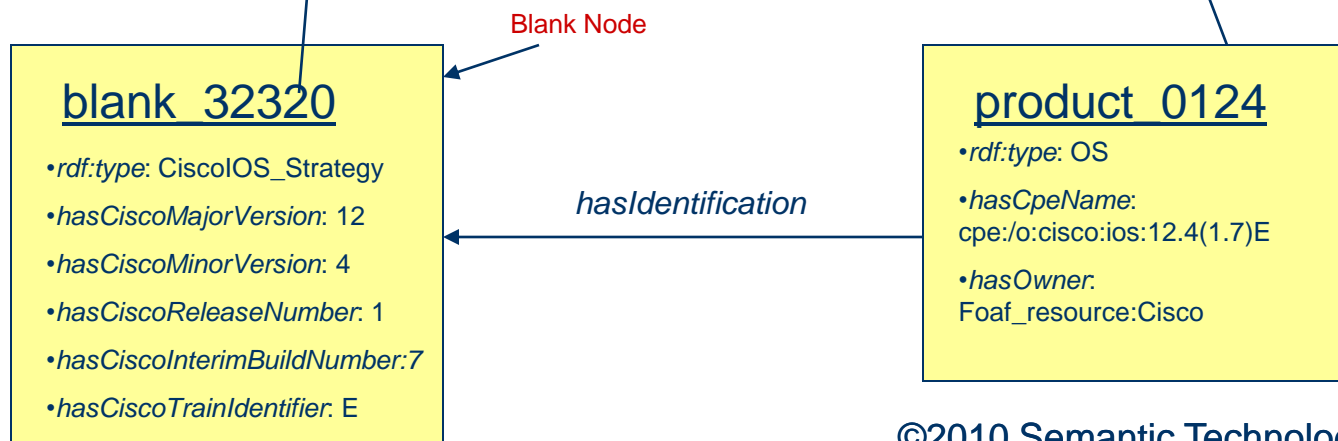 Blank Node
blank_32320
•rdf:type: CiscoIOS_Strategy
•hasCiscoMajorVersion: 12
•hasCiscoMinorVersion: 4
•hasCiscoReleaseNumber: 1
•hasCiscoInterimBuildNumber:7
•hasCiscoTrainIdentifier: E
hasIdentification
product_0124
•rdf:type: OS
•hasCpeName:
cpe:/o:cisco:ios:12.4(1.7)E
•hasOwner:
Foaf_resource:Cisco
©2010 Semantic Technolo